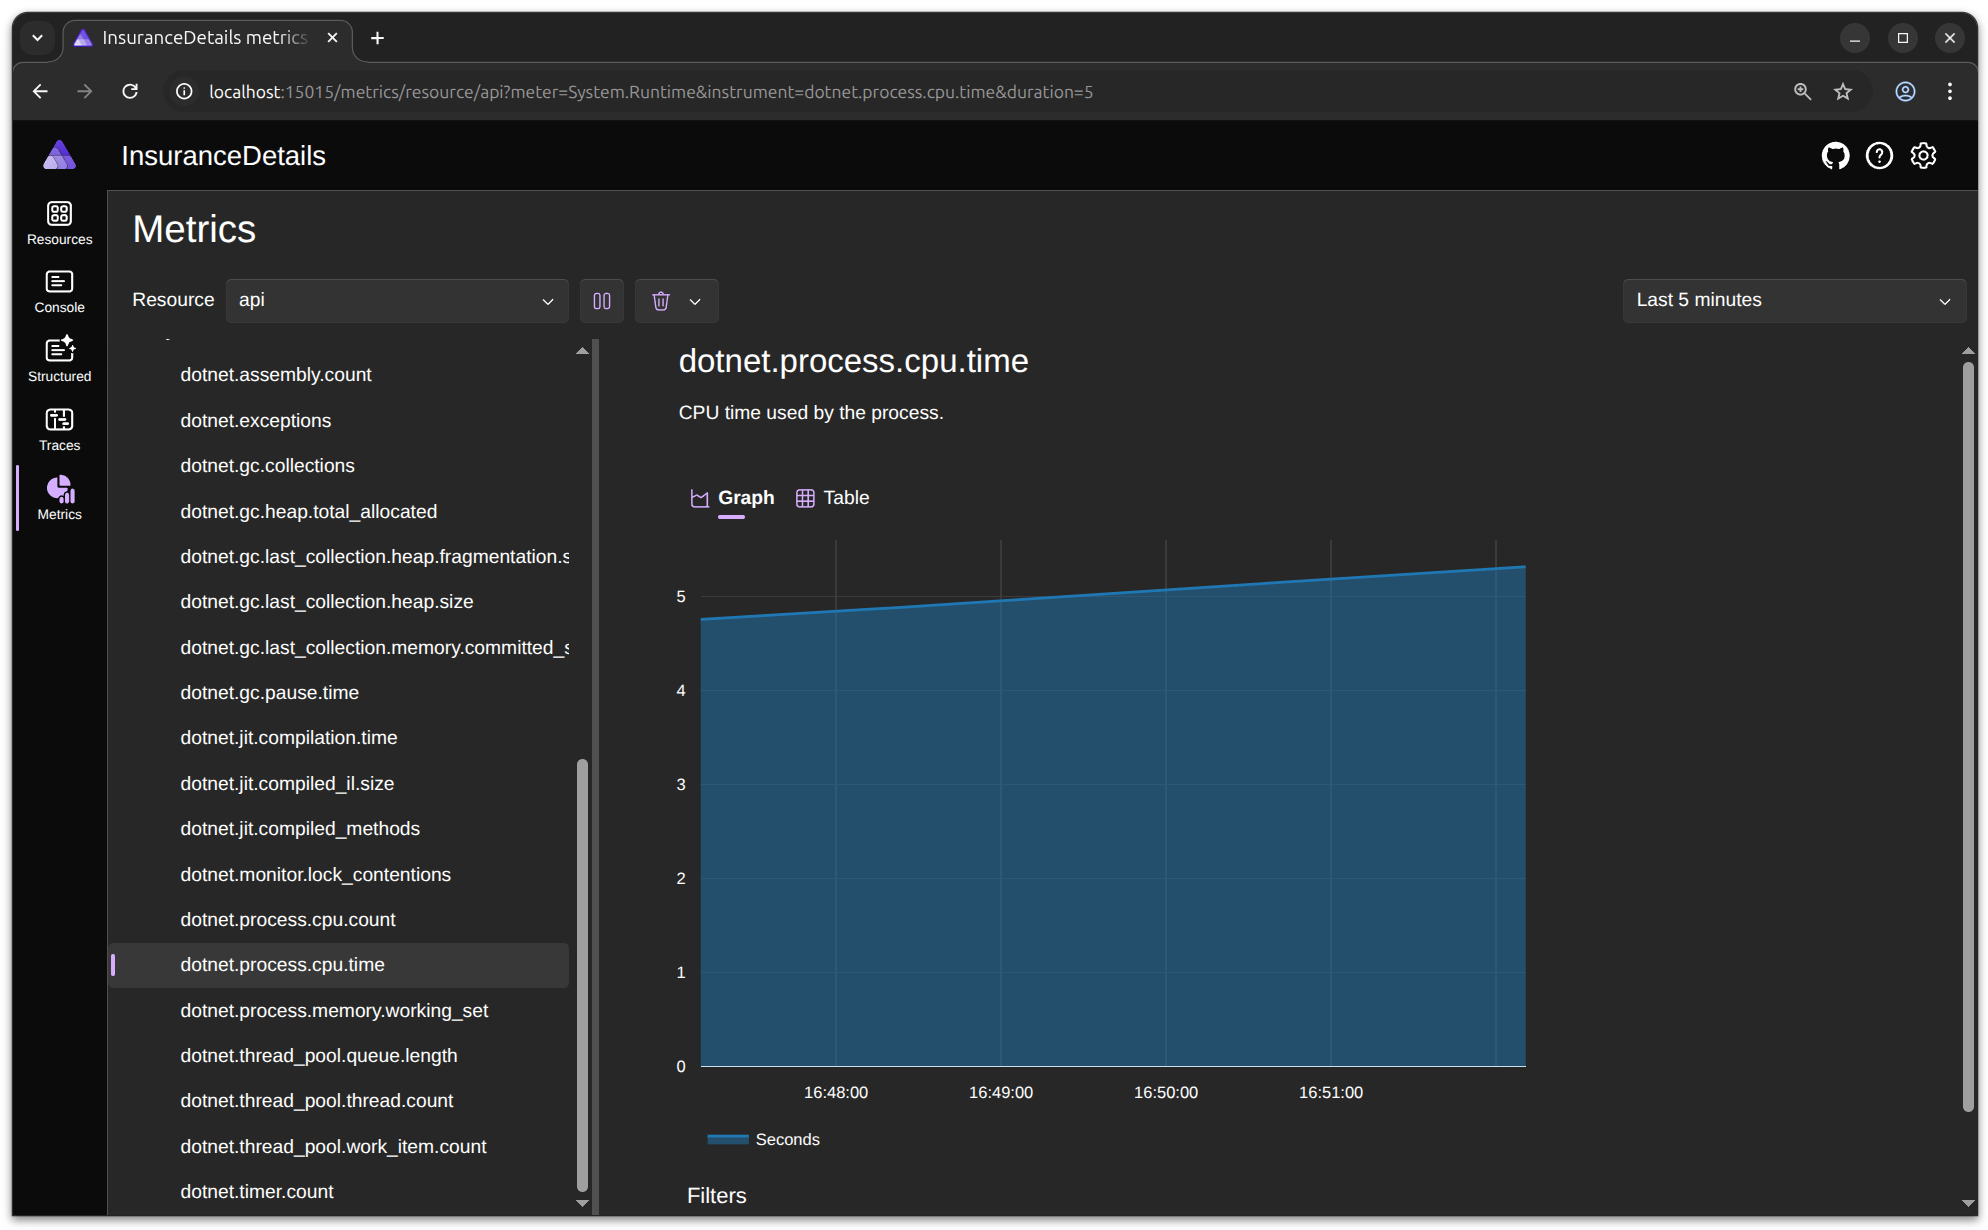 InsuranceDetails metrics
localhost:15015/metrics/resource/api?meter=System.Runtime&instrument=dotnet.process.cpu.time&duration=5
InsuranceDetails
Resources
Console
Structured
Traces
Metrics
Metrics
Resource
api
Last 5 minutes
dotnet.assembly.count
dotnet.exceptions
dotnet.gc.collections
dotnet.gc.heap.total_allocated
dotnet.gc.last_collection.heap.fragmentation.s
dotnet.gc.last_collection.heap.size
dotnet.gc.last_collection.memory.committed_s
dotnet.gc.pause.time
dotnet.jit.compilation.time
dotnet.jit.compiled_il.size
dotnet.jit.compiled_methods
dotnet.monitor.lock_contentions
dotnet.process.cpu.count
dotnet.process.cpu.time
dotnet.process.memory.working_set
dotnet.thread_pool.queue.length
dotnet.thread_pool.thread.count
dotnet.thread_pool.work_item.count
dotnet.timer.count
dotnet.process.cpu.time
CPU time used by the process.
Graph
Table
5
4
3
2
1
0
16:48:00
16:49:00
16:50:00
16:51:00
Seconds
Filters